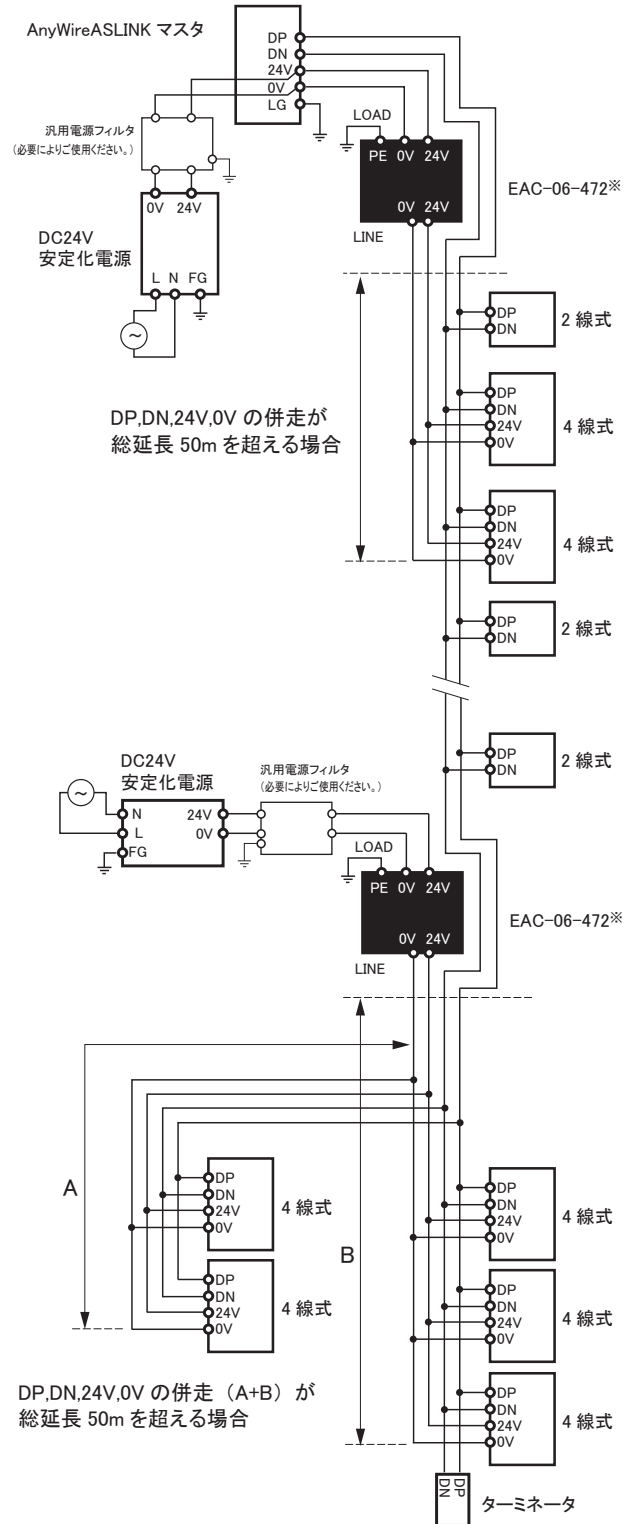 AnyWireASLINK マスタ
DP
DN
24V
0V
LG
汎用電源フィルタ
(必要によりご使用ください。)
0V 24V
DC24V
安定化電源
L N FG
LOAD
PE 0V 24V
0V 24V
LINE
EAC-06-472※
DP
DN
2 線式
DP,DN,24V,0V の併走が
総延長 50m を超える場合
DP
DN
24V
0V
4 線式
DP
DN
24V
0V
4 線式
DP
DN
2 線式
DP
DN
2 線式
DC24V
安定化電源
N
L
FG
24V
0V
汎用電源フィルタ
(必要によりご使用ください。)
LOAD
PE 0V 24V
0V 24V
LINE
EAC-06-472※
A
B
DP
DN
24V
0V
4 線式
DP
DN
24V
0V
4 線式
DP
DN
24V
0V
4 線式
DP
DN
24V
0V
4 線式
DP
DN
24V
0V
4 線式
DP,DN,24V,0V の併走（A+B）が
総延長 50m を超える場合
DP
DN
ターミネータ